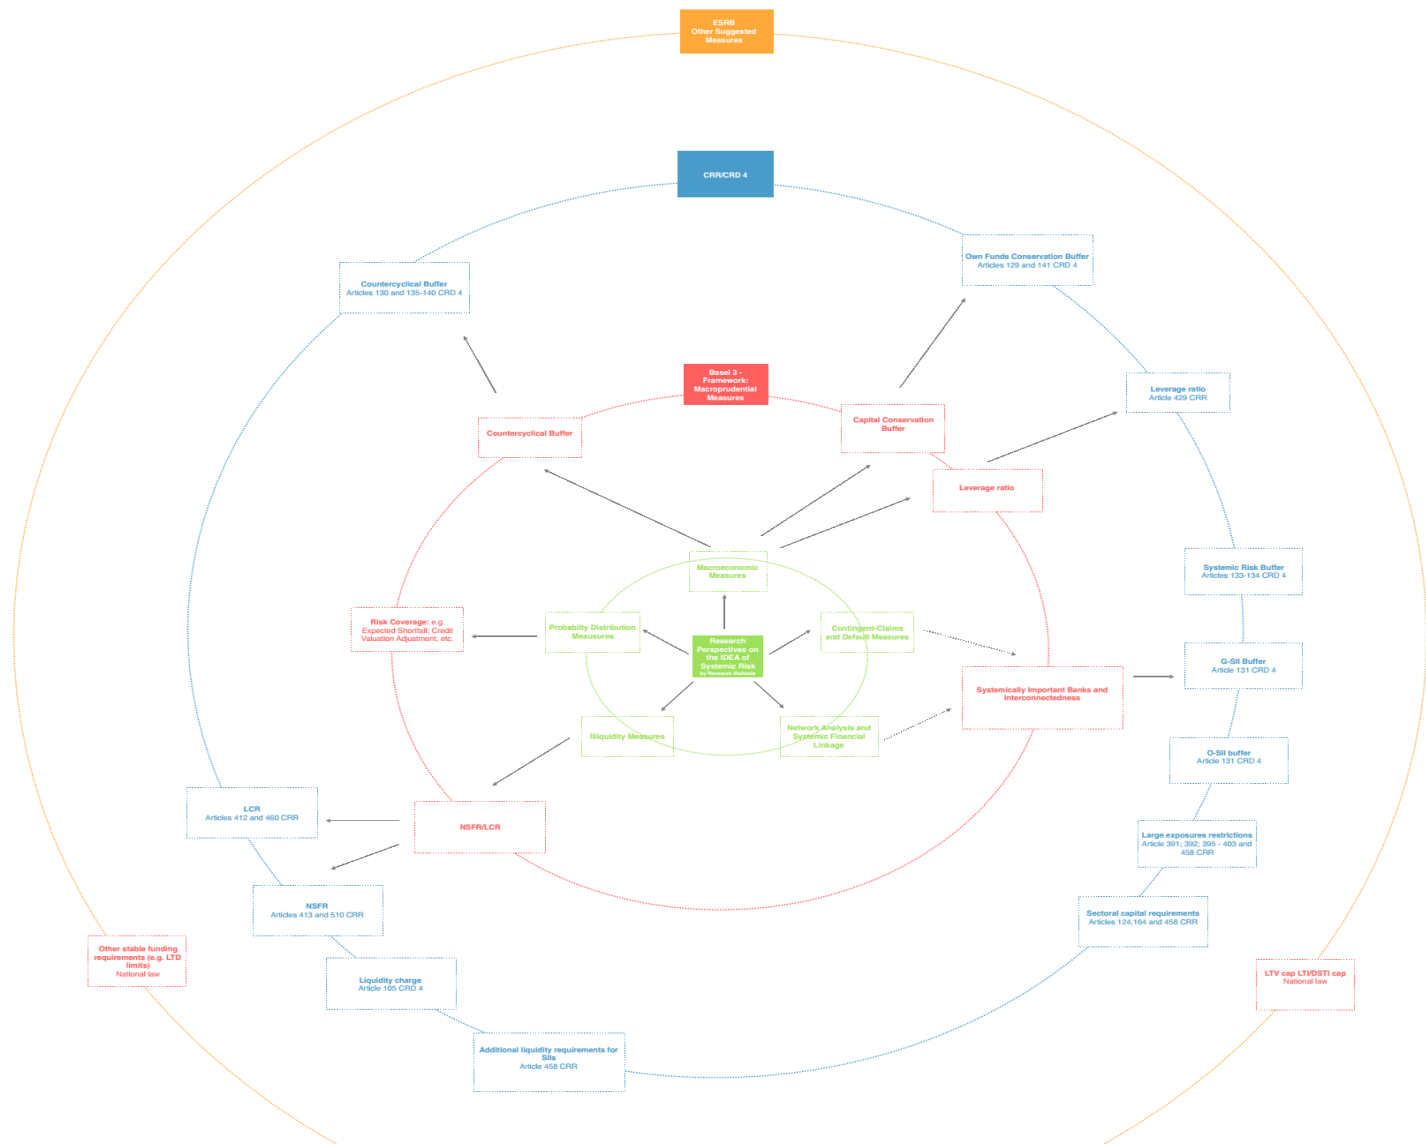 ESRB
Other Suggested
Measures
CRR/CRD 4
Own Funds Conservation Buffer
Articles 129 and 141 CRD 4
Countercyclical Buffer
Articles 130 and 135-140 CRD 4
Basel 3 -
Framework:
Macroprudential
Measures
Leverage ratio
Article 429 CRR
Capital Conservation
Buffer
Countercyclical Buffer
Leverage ratio
Macroeconomic
Measures
Systemic Risk Buffer
Articles 133-134 CRD 4
Risk Coverage: e.g.
Expected Shortfall; Credit
Valuation Adjustment, etc.
Probabilty Distribution
Meausures
Contingent-Claims
and Default Measures
Research
Perspectives on
the IDEA of
Systemic Risk
by Research Methods
G-SII Buffer
Article 131 CRD 4
Systemically Important Banks and
Interconnectedness
Illiquidity Measures
Network Analysis and
Systemic Financial
Linkage
O-SII buffer
Article 131 CRD 4
LCR
Articles 412 and 460 CRR
NSFR/LCR
Large exposures restrictions
Article 391; 392; 395 - 403 and
458 CRR
NSFR
Articles 413 and 510 CRR
Sectoral capital requirements
Articles 124,164 and 458 CRR
Other stable funding
requirements (e.g. LTD
limits)
National law
Liquidity charge
Article 105 CRD 4
LTV cap LTI/DSTI cap
National law
Additional liquidity requirements for
SIIs
Article 458 CRR